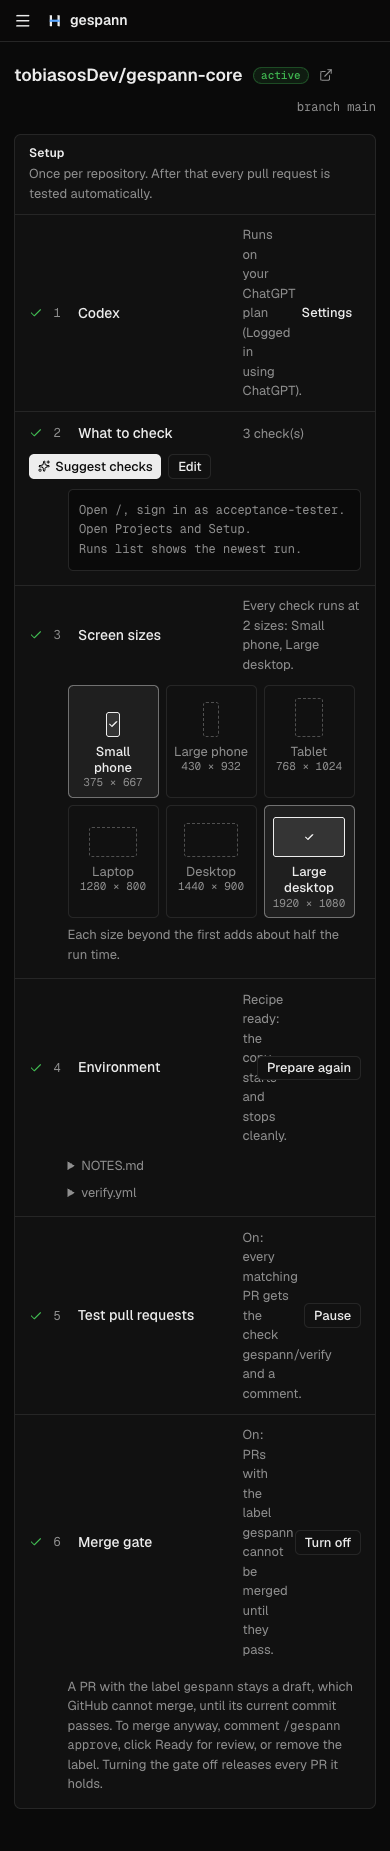 gespann
tobiasosDev/gespann-core active
branch main
Setup
Once per repository. After that every pull request is
tested automatically.
1 Codex
Runs
on
your
ChatGPT
plan
(Logged
in
using
ChatGPT).
Settings
2 What to check 3 check(s)
Suggest checks Edit
Open /, sign in as acceptance-tester.
Open Projects and Setup.
Runs list shows the newest run.
3 Screen sizes
Every check runs at
2 sizes: Small
phone, Large
desktop.
Small
phone
375 × 667
Large phone
430 × 932
Tablet
768 × 1024
Laptop
1280 × 800
Desktop
1440 × 900
Large
desktop
1920 × 1080
Each size beyond the first adds about half the
run time.
4 Environment
Recipe
ready:
the
copy
starts
and
stops
cleanly.
Prepare again
NOTES.md
verify.yml
5 Test pull requests
On:
every
matching
PR gets
the
check
gespann/verify
and a
comment.
Pause
6 Merge gate
On:
PRs
with
the
label
gespann
cannot
be
merged
until
they
pass.
Turn off
A PR with the label gespann stays a draft, which
GitHub cannot merge, until its current commit
passes. To merge anyway, comment /gespann
approve, click Ready for review, or remove the
label. Turning the gate off releases every PR it
holds.